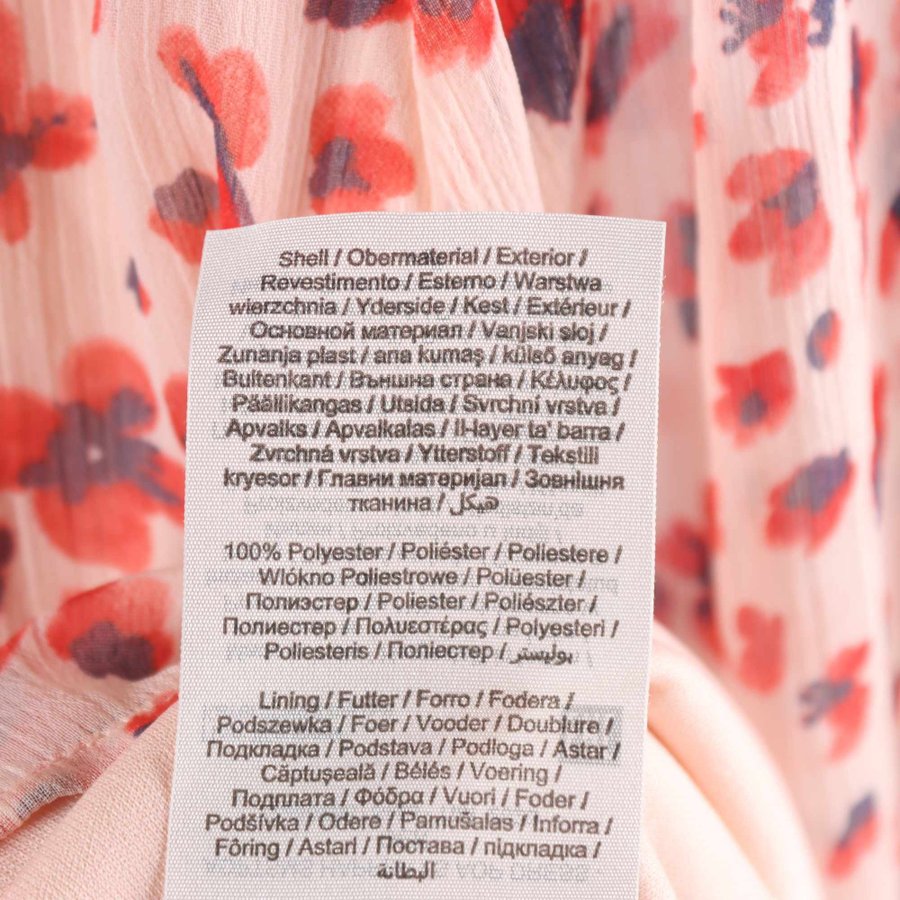 Shell / Obermaterial / Exterior /
Revestimento / Esterno / Warstwa
wierzchnia / Yderside / Kest / Extérieur /
Основной материал / Vanjski sloj /
Zunanja plast / ana kumaş / külső anyag /
Buitenkant / Външна страна / Κέλυφος /
Päällikangas / Utsida / Svrchní vrstva /
Apvalks / Apvalkalas / Il-layer ta' barra /
Zvrchná vrstva / Ytterstoff / Tekstili
kryesor / Главни материјал / Зовнішня
тканина / هيكل
100% Polyester / Poliéster / Poliestere /
Wlókno Poliestrowe / Polüester /
Полиэстер / Poliester / Poliészter /
Полиестер / Πολυεστέρας / Polyesteri /
Poliesteris / Поліестер / بوليستر
Lining / Futter / Forro / Fodera /
Podszewka / Foer / Vooder / Doublure /
Подкладка / Podstava / Podloga / Astar /
Căptușeală / Bélés / Voering /
Подплата / Φόδρα / Vuori / Foder /
Podšívka / Odere / Pamušalas / Inforra /
Fôring / Astari / Постава / підкладка /
البطانة